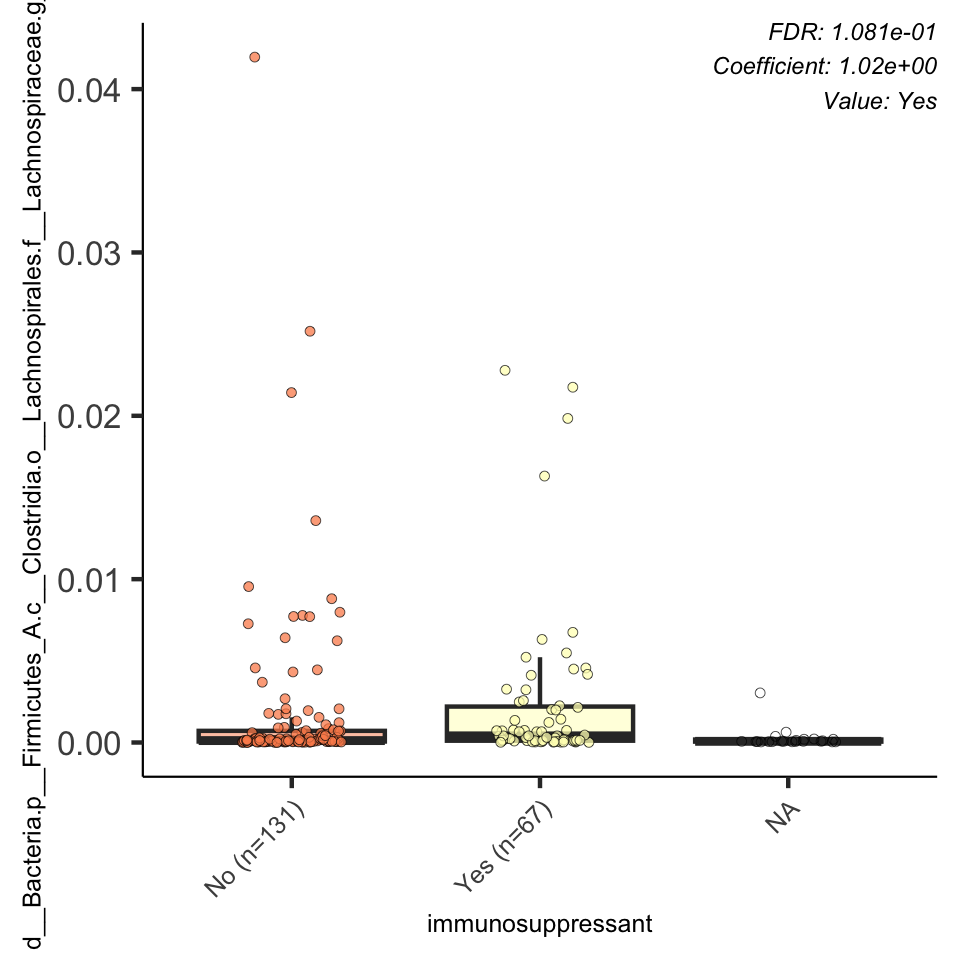 FDR: 1.081e-01
Coefficient: 1.02e+00
Value: Yes
d__Bacteria.p__Firmicutes_A.c__Clostridia.o__Lachnospirales.f__Lachnospiraceae.g
0.04
0.03
0.02
0.01
0.00
No (n=131)
Yes (n=67)
NA
immunosuppressant